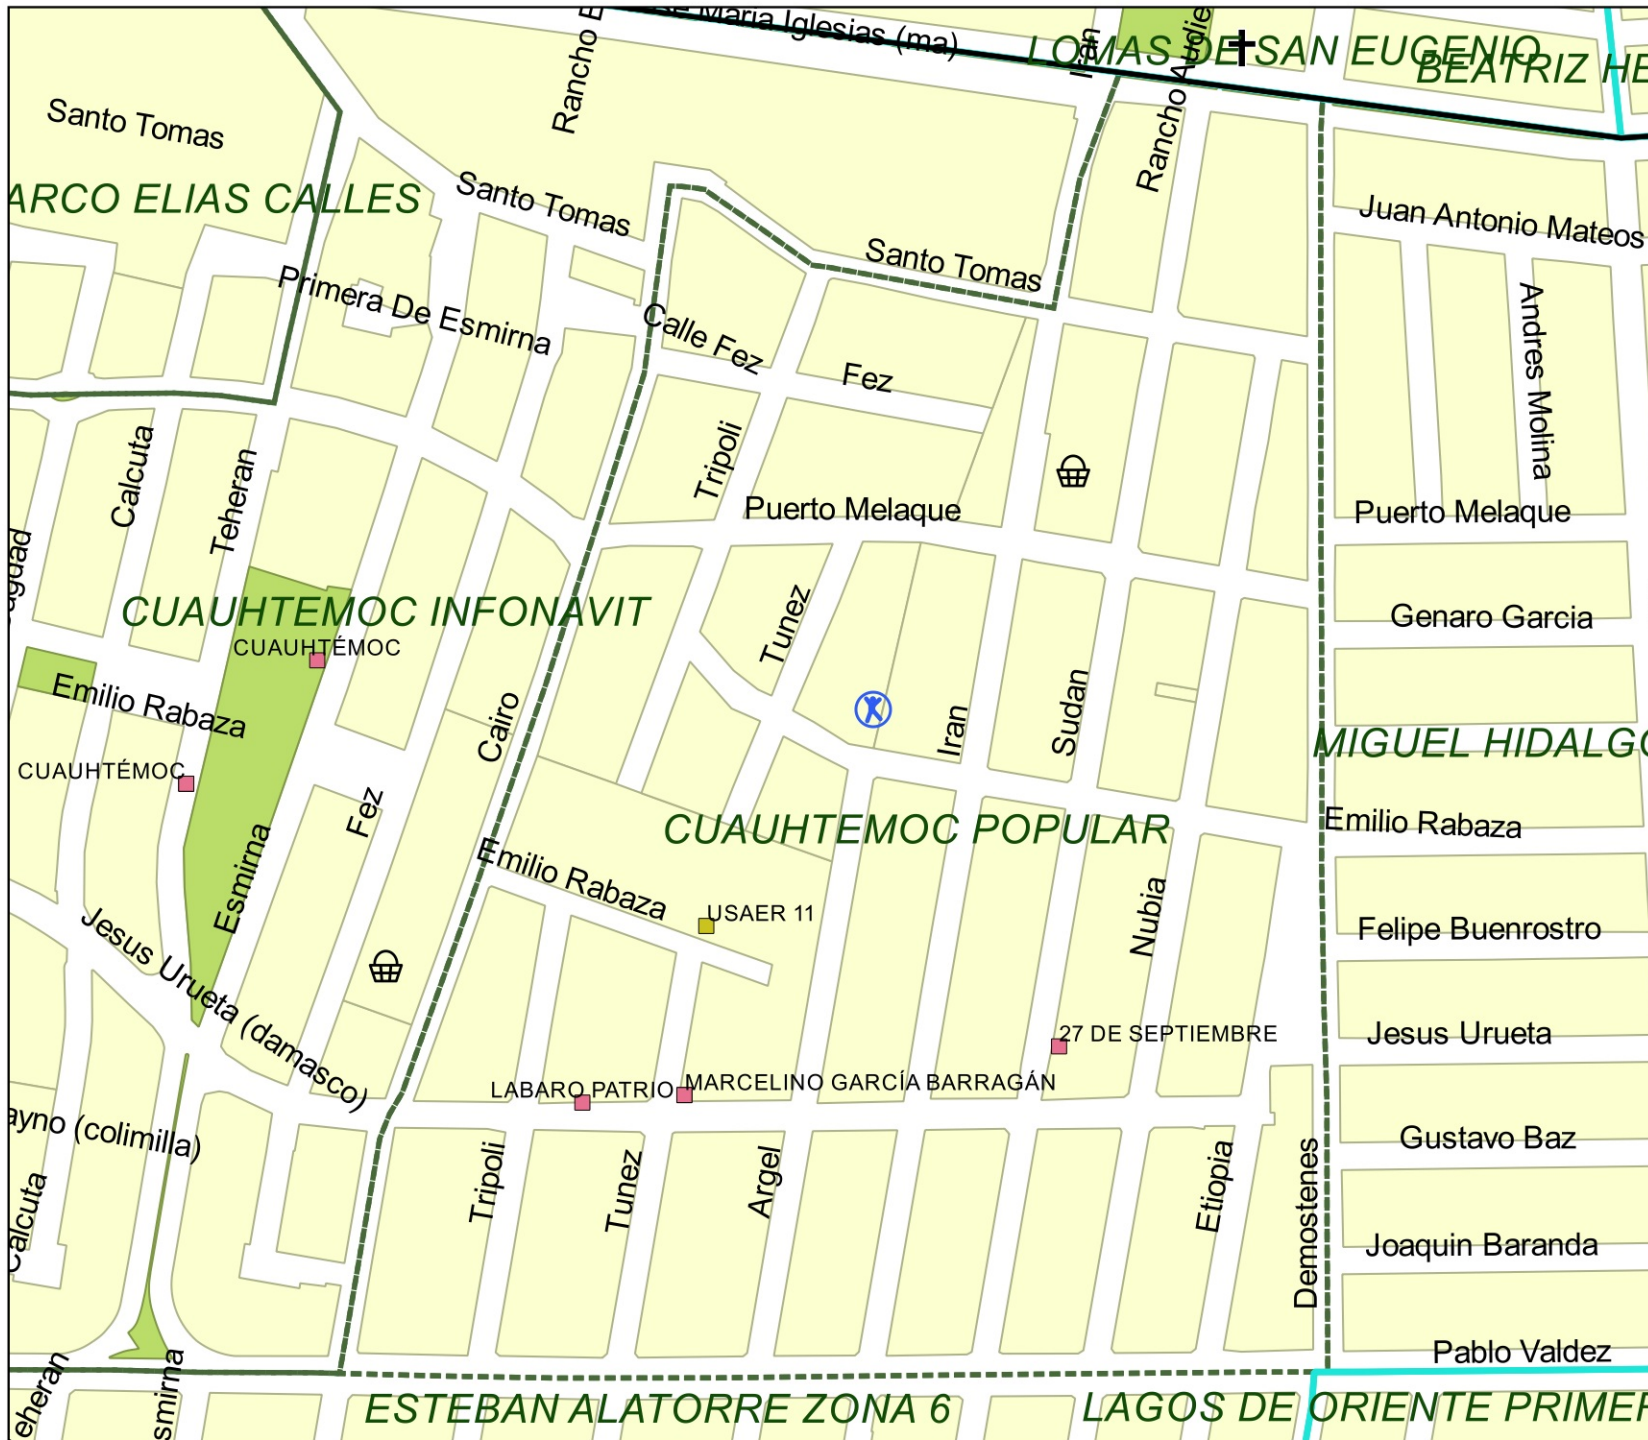 Maria Iglesias (ma)
Iran
Rancho
LOMAS DE SAN EUGENIO
BEATRIZ HE
Rancho
Santo Tomas
ARCO ELIAS CALLES
Santo Tomas
Juan Antonio Mateos
Santo Tomas
Primera De Esmirna
Calle Fez
Fez
Andres Molina
Calcuta
Teheran
Tripoli
Puerto Melaque
Puerto Melaque
CUAUHTEMOC INFONAVIT
CUAUHTÉMOC
Tunez
Genaro Garcia
Emilio Rabaza
Cairo
Iran
Sudan
MIGUEL HIDALGO
CUAUHTÉMOC
Fez
CUAUHTEMOC POPULAR
Emilio Rabaza
Esmirna
Emilio Rabaza
USAER 11
Nubia
Felipe Buenrostro
Jesus Urueta (damasco)
27 DE SEPTIEMBRE
Jesus Urueta
LABARO PATRIO
MARCELINO GARCÍA BARRAGÁN
ayno (colimilla)
Gustavo Baz
Calcuta
Tripoli
Tunez
Argel
Etiopia
Demostenes
Joaquin Baranda
Pablo Valdez
eheran
smirna
ESTEBAN ALATORRE ZONA 6
LAGOS DE ORIENTE PRIMER